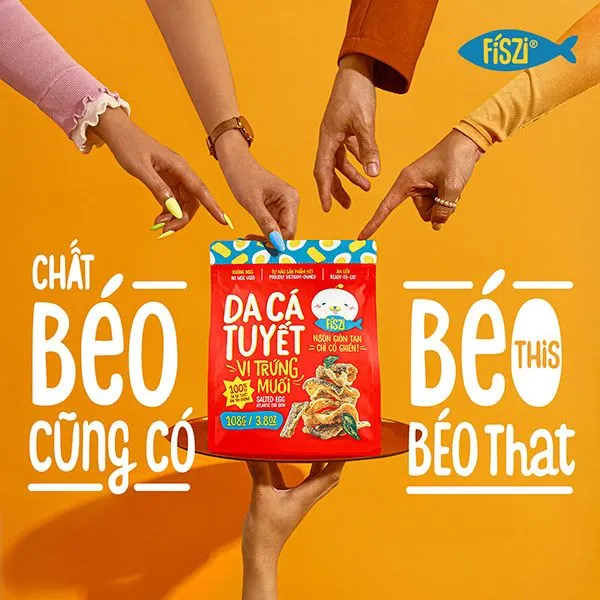 FíSZi®
CHẤT
BÉO
CŨNG CÓ
BÉO
THiS
BÉO That
KHÔNG MSG
NO MSG VOID
TỰ HÀO SẢN PHẨM VIỆT
PROUDLY VIETNAM-OWNED
ĂN LIỀN
READY-TO-EAT
DA CÁ
TUYẾT
VỊ TRỨNG
MUỐI
FíSZi
NGON GIÒN TAN
CHỈ CÓ GHIỀN!
100%
SALTED EGG
108G / 3.8OZ